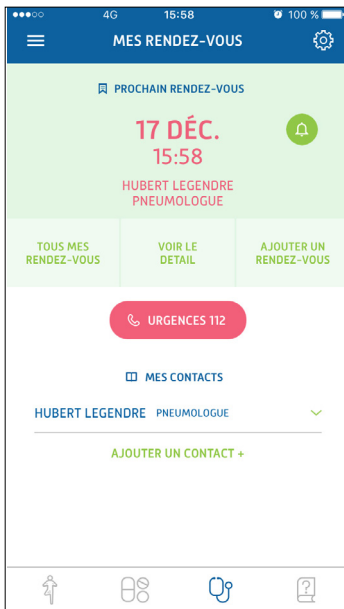 4G 15:58 100 %
MES RENDEZ-VOUS
PROCHAIN RENDEZ-VOUS
17 DÉC.
15:58
HUBERT LEGENDRE
PNEUMOLOGUE
TOUS MES
RENDEZ-VOUS
VOIR LE
DETAIL
AJOUTER UN
RENDEZ-VOUS
URGENCES 112
MES CONTACTS
HUBERT LEGENDRE PNEUMOLOGUE
AJOUTER UN CONTACT +
?